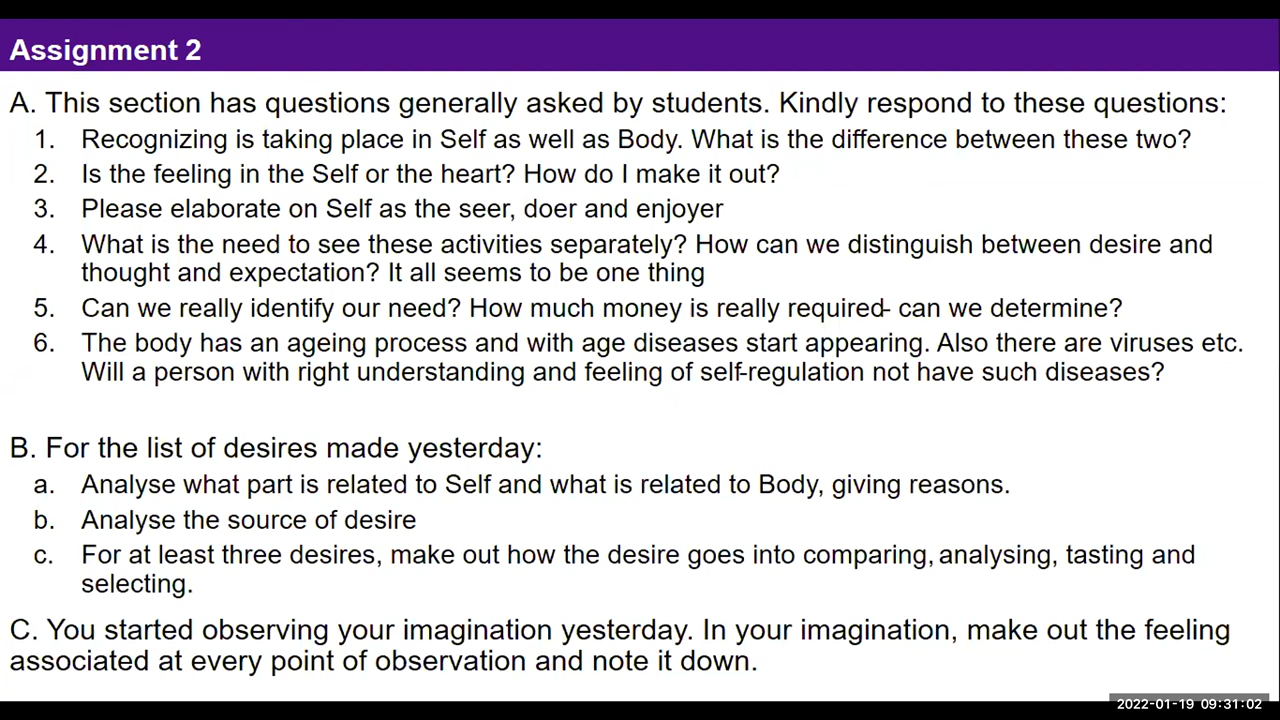 Assignment 2
A. This section has questions generally asked by students. Kindly respond to these questions:
1. Recognizing is taking place in Self as well as Body. What is the difference between these two?
2. Is the feeling in the Self or the heart? How do I make it out?
3. Please elaborate on Self as the seer, doer and enjoyer
4. What is the need to see these activities separately? How can we distinguish between desire and
thought and expectation? It all seems to be one thing
5. Can we really identify our need? How much money is really required- can we determine?
6. The body has an ageing process and with age diseases start appearing. Also there are viruses etc.
Will a person with right understanding and feeling of self-regulation not have such diseases?
B. For the list of desires made yesterday:
a. Analyse what part is related to Self and what is related to Body, giving reasons.
b. Analyse the source of desire
c. For at least three desires, make out how the desire goes into comparing, analysing, tasting and
selecting.
C. You started observing your imagination yesterday. In your imagination, make out the feeling
associated at every point of observation and note it down.
2022-01-19 09:31:02